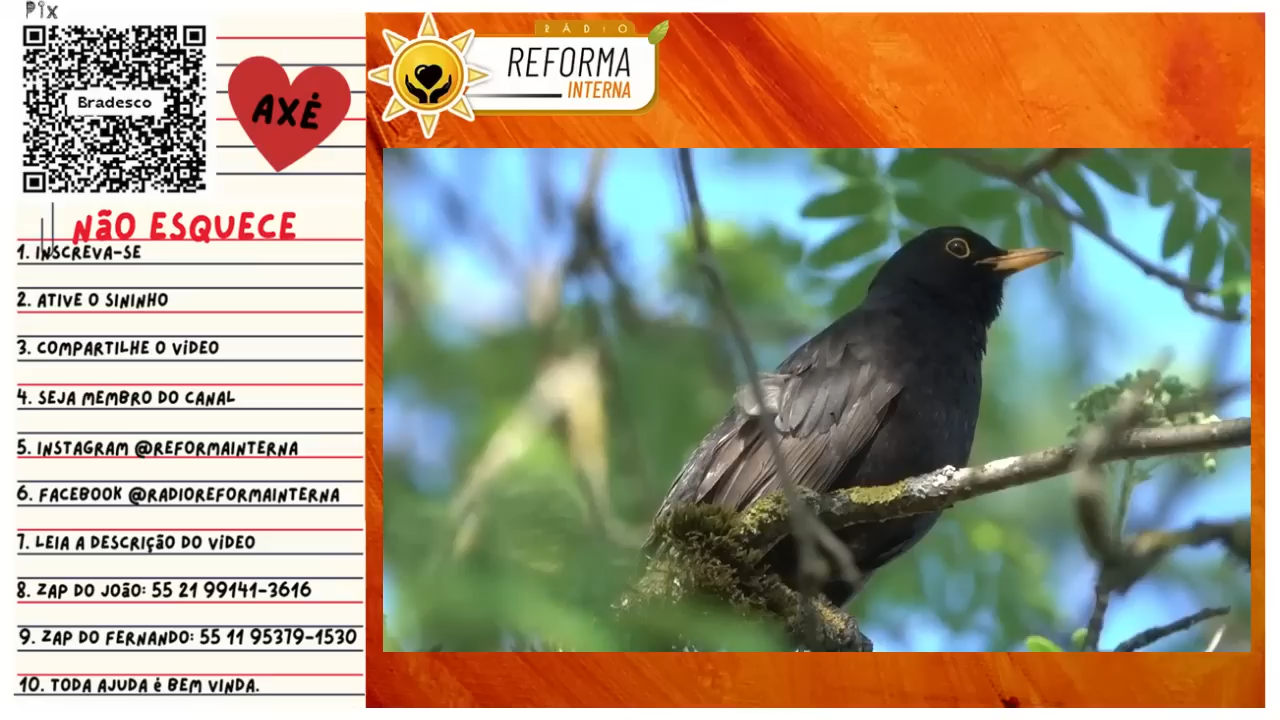 Pix
Bradesco
AXÉ
NÃO ESQUECE
1. INSCREVA-SE
2. ATIVE O SININHO
3. COMPARTILHE O VÍDEO
4. SEJA MEMBRO DO CANAL
5. INSTAGRAM @REFORMAINTERNA
6. FACEBOOK @RADIOREFORMAINTERNA
7. LEIA A DESCRIÇÃO DO VÍDEO
8. ZAP DO JOÃO: 55 21 99141-3616
9. ZAP DO FERNANDO: 55 11 95379-1530
10. TODA AJUDA É BEM VINDA.
RÁDIO
REFORMA
INTERNA